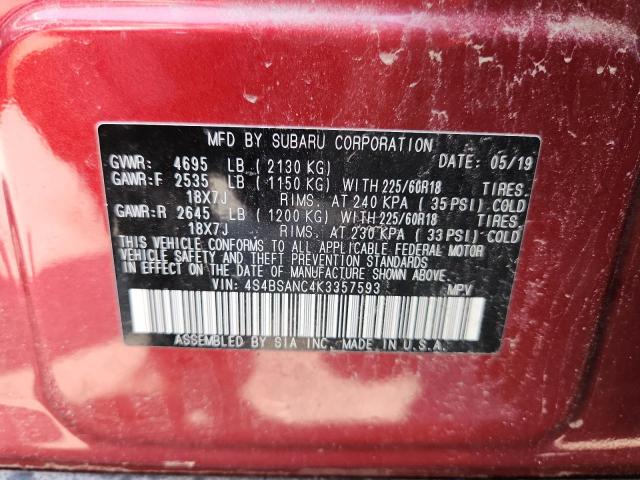 MFD BY SUBARU CORPORATION
GVWR: 4695 LB ( 2130 KG) DATE: 05/19
GAWR:F 2535 LB ( 1150 KG) WITH 225/60R18 TIRES.
18X7J RIMS. AT 240 KPA ( 35 PSI) COLD
GAWR:R 2645 LB ( 1200 KG) WITH 225/60R18 TIRES.
18X7J RIMS. AT 230 KPA ( 33 PSI) COLD
THIS VEHICLE CONFORMS TO ALL APPLICABLE FEDERAL MOTOR
VEHICLE SAFETY AND THEFT PREVENTION STANDARDS
IN EFFECT ON THE DATE OF MANUFACTURE SHOWN ABOVE.
VIN: 4S4BSANC4K3357593 MPV
ASSEMBLED BY SIA INC. MADE IN U.S.A.